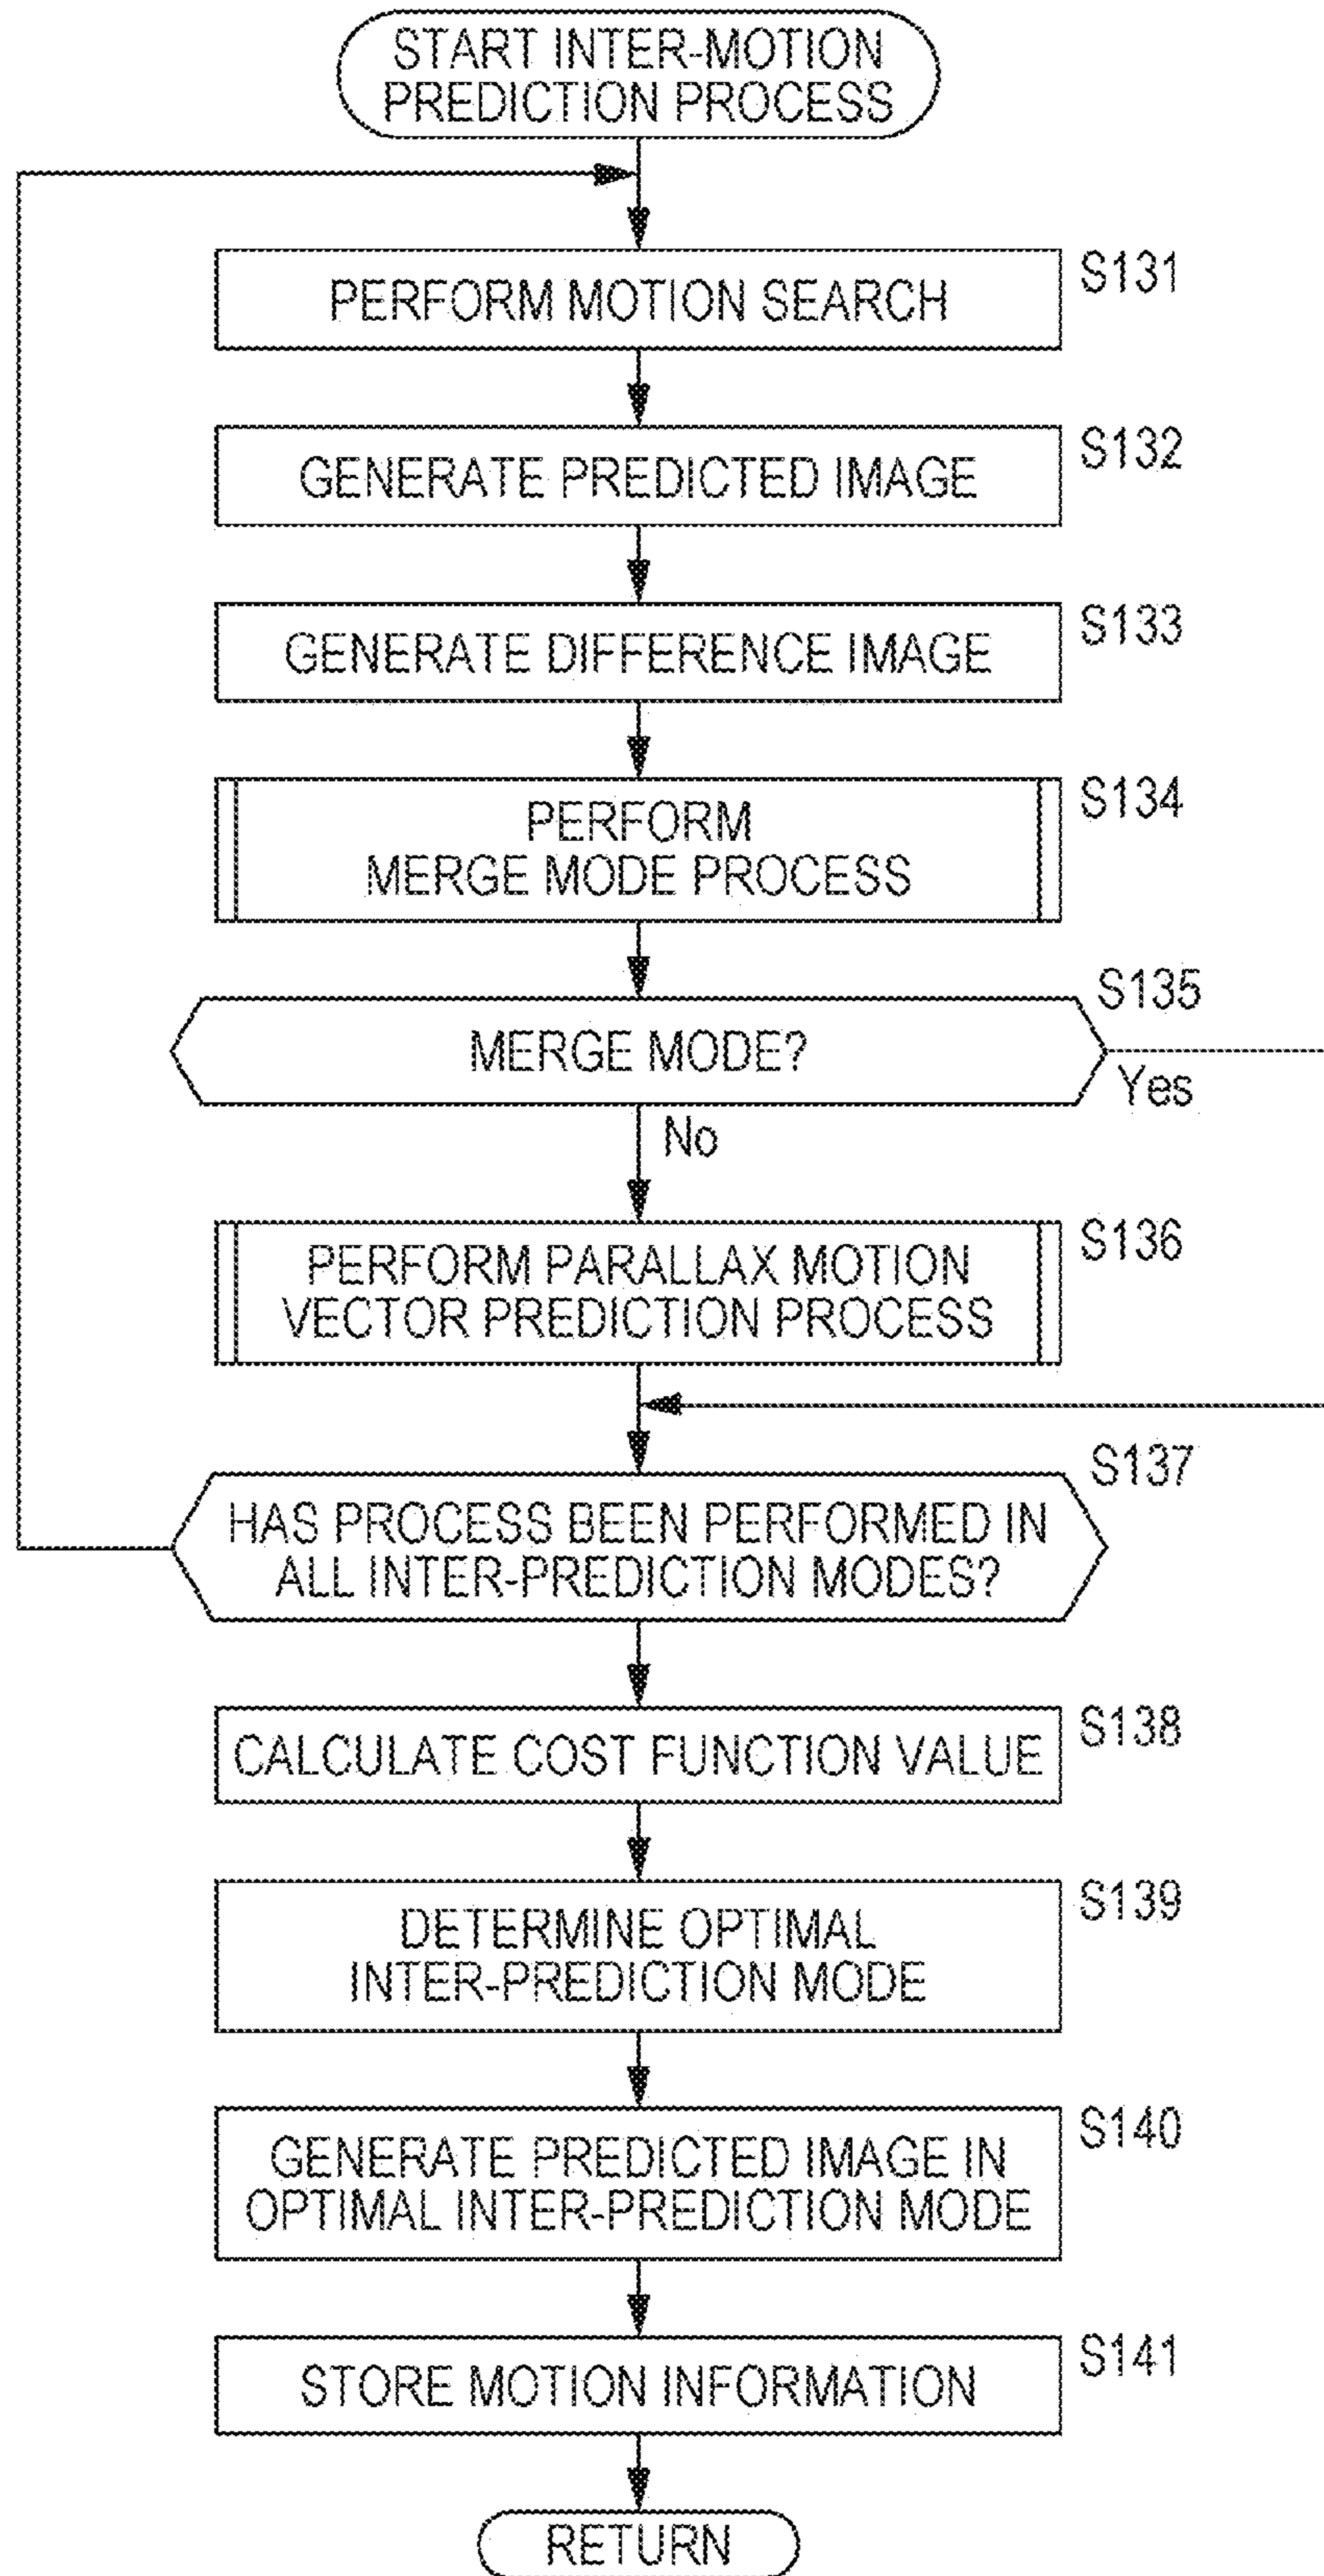 START INTER-MOTION
PREDICTION PROCESS
PERFORM MOTION SEARCH
S131
GENERATE PREDICTED IMAGE
S132
GENERATE DIFFERENCE IMAGE
S133
PERFORM
MERGE MODE PROCESS
S134
MERGE MODE?
S135
Yes
No
PERFORM PARALLAX MOTION
VECTOR PREDICTION PROCESS
S136
HAS PROCESS BEEN PERFORMED IN
ALL INTER-PREDICTION MODES?
S137
CALCULATE COST FUNCTION VALUE
S138
DETERMINE OPTIMAL
INTER-PREDICTION MODE
S139
GENERATE PREDICTED IMAGE IN
OPTIMAL INTER-PREDICTION MODE
S140
STORE MOTION INFORMATION
S141
RETURN